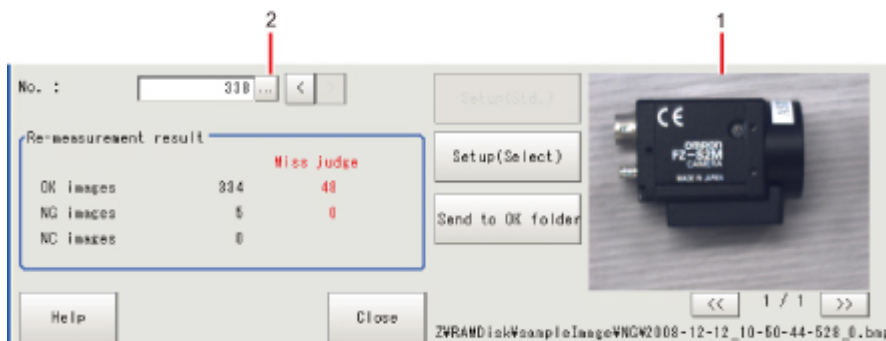 2
1
No. :
338
...
<
>
Setup(Std.)
Re-measurement result
Miss judge
OK images 334 48
NG images 5 0
NC images 0
Setup(Select)
Send to OK folder
CE
OMRON
FZ-S2M
CAMERA
MADE IN JAPAN
<<
1 / 1
>>
Help
Close
Z¥RAMDisk¥sampleImage¥NG¥2008-12-12_10-50-44-528_0.bmp